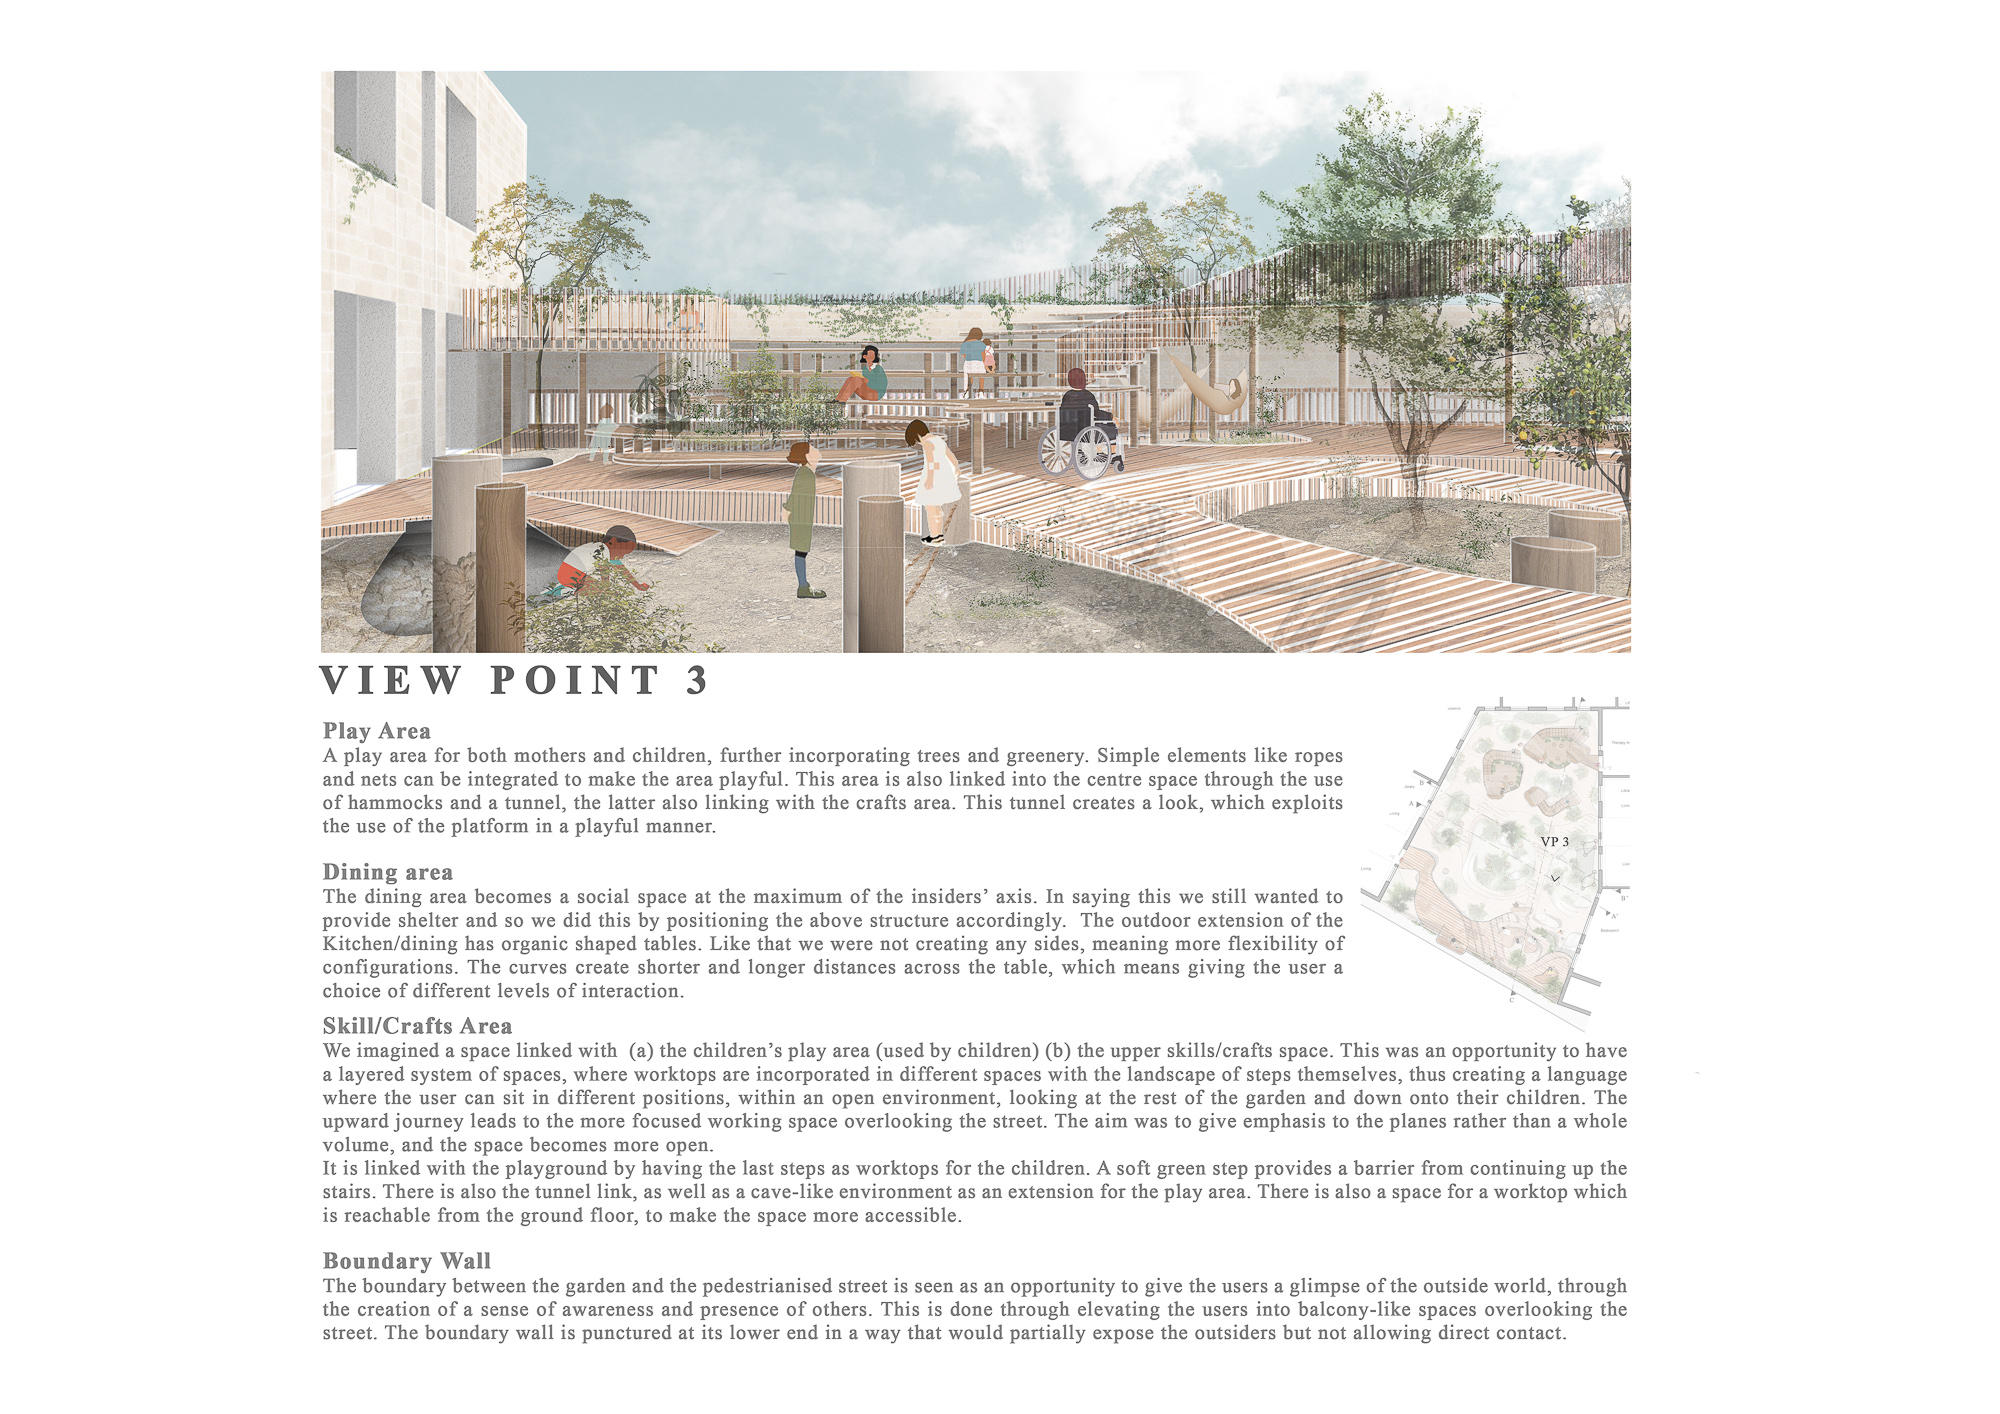 VIEW POINT 3
Play Area
A play area for both mothers and children, further incorporating trees and greenery. Simple elements like ropes
and nets can be integrated to make the area playful. This area is also linked into the centre space through the use
of hammocks and a tunnel, the latter also linking with the crafts area. This tunnel creates a look, which exploits
the use of the platform in a playful manner.
Dining area
The dining area becomes a social space at the maximum of the insiders’ axis. In saying this we still wanted to
provide shelter and so we did this by positioning the above structure accordingly.  The outdoor extension of the
Kitchen/dining has organic shaped tables. Like that we were not creating any sides, meaning more flexibility of
configurations. The curves create shorter and longer distances across the table, which means giving the user a
choice of different levels of interaction.
VP 3
B
A
B'
A'
C
Skill/Crafts Area
We imagined a space linked with  (a) the children’s play area (used by children) (b) the upper skills/crafts space. This was an opportunity to have
a layered system of spaces, where worktops are incorporated in different spaces with the landscape of steps themselves, thus creating a language
where the user can sit in different positions, within an open environment, looking at the rest of the garden and down onto their children. The
upward journey leads to the more focused working space overlooking the street. The aim was to give emphasis to the planes rather than a whole
volume, and the space becomes more open.
It is linked with the playground by having the last steps as worktops for the children. A soft green step provides a barrier from continuing up the
stairs. There is also the tunnel link, as well as a cave-like environment as an extension for the play area. There is also a space for a worktop which
is reachable from the ground floor, to make the space more accessible.
Boundary Wall
The boundary between the garden and the pedestrianised street is seen as an opportunity to give the users a glimpse of the outside world, through
the creation of a sense of awareness and presence of others. This is done through elevating the users into balcony-like spaces overlooking the
street. The boundary wall is punctured at its lower end in a way that would partially expose the outsiders but not allowing direct contact.